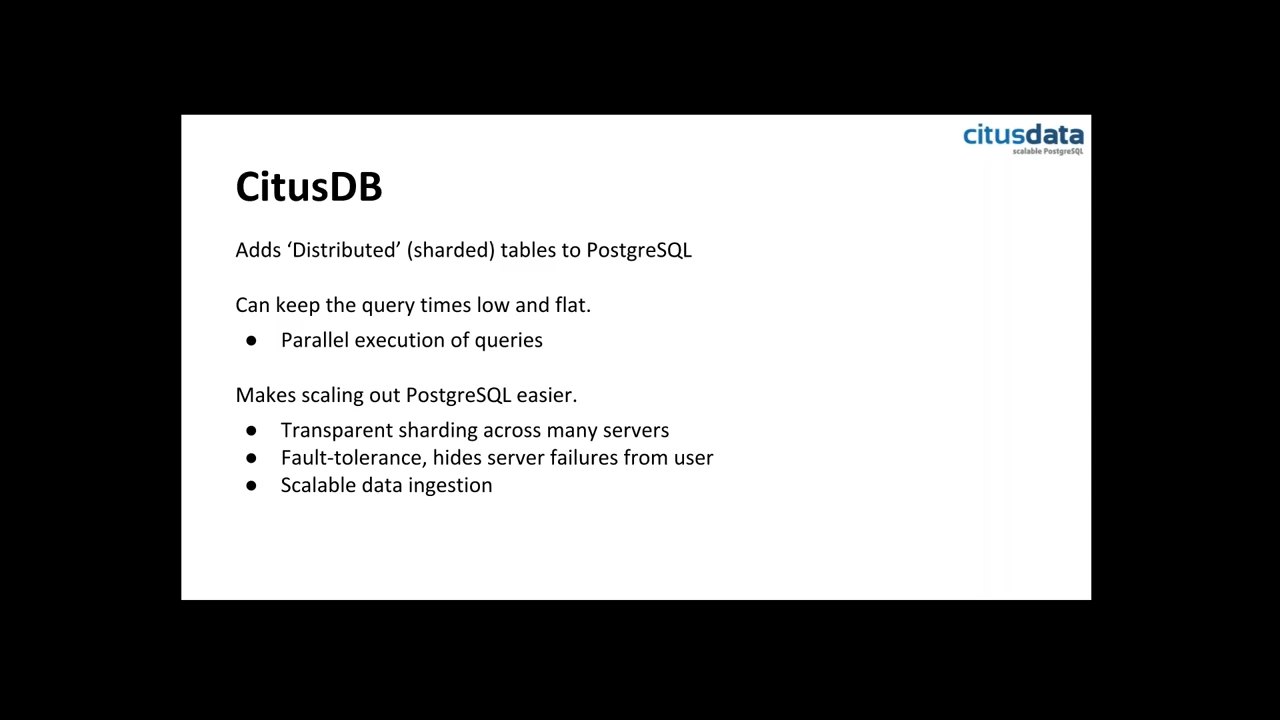 citusdata
scalable PostgreSQL
CitusDB
Adds ‘Distributed’ (sharded) tables to PostgreSQL
Can keep the query times low and flat.
● Parallel execution of queries
Makes scaling out PostgreSQL easier.
● Transparent sharding across many servers
● Fault-tolerance, hides server failures from user
● Scalable data ingestion